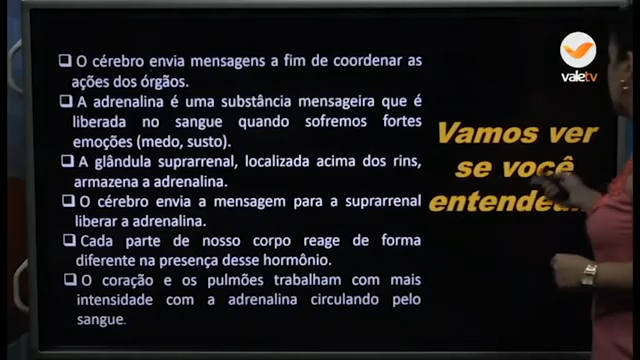 ❑ O cérebro envia mensagens a fim de coordenar as
ações dos órgãos.
❑ A adrenalina é uma substância mensageira que é
liberada no sangue quando sofremos fortes
emoções (medo, susto).
❑ A glândula suprarrenal, localizada acima dos rins,
armazena a adrenalina.
❑ O cérebro envia a mensagem para a suprarrenal
liberar a adrenalina.
❑ Cada parte de nosso corpo reage de forma
diferente na presença desse hormônio.
❑ O coração e os pulmões trabalham com mais
intensidade com a adrenalina circulando pelo
sangue.
Vamos ver
se você
valetv